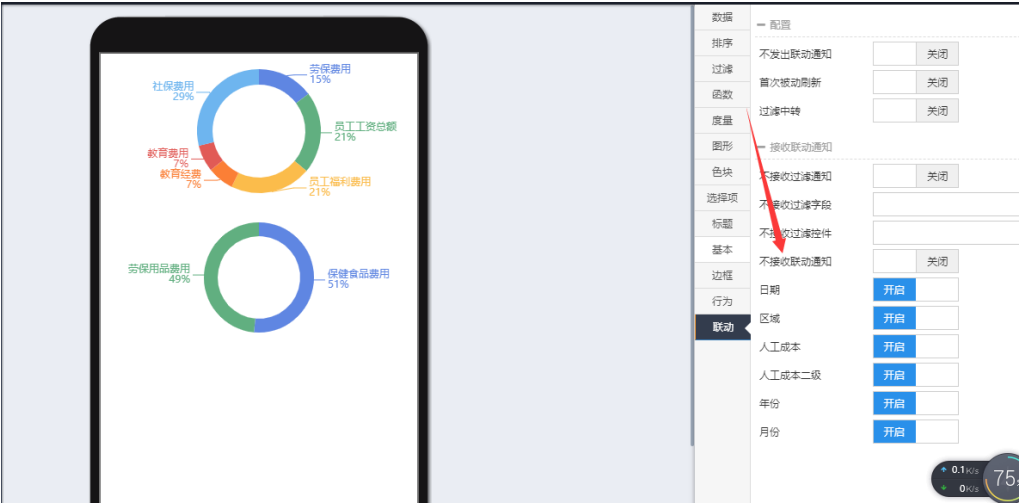 社保费用
29%
劳保费用
15%
员工工资总额
21%
教育费用
7%
教育经费
7%
员工福利费用
21%
劳保用品费用
49%
保健食品费用
51%
数据
排序
过滤
函数
度量
图形
色块
选择项
标题
基本
边框
行为
联动
配置
不发出联动通知
关闭
首次被动刷新
关闭
过滤中转
关闭
接收联动通知
不接收过滤通知
关闭
不接收过滤字段
不接收过滤控件
不接收联动通知
关闭
日期
开启
区域
开启
人工成本
开启
人工成本二级
开启
年份
开启
月份
开启
0.1K/s
0K/s
75